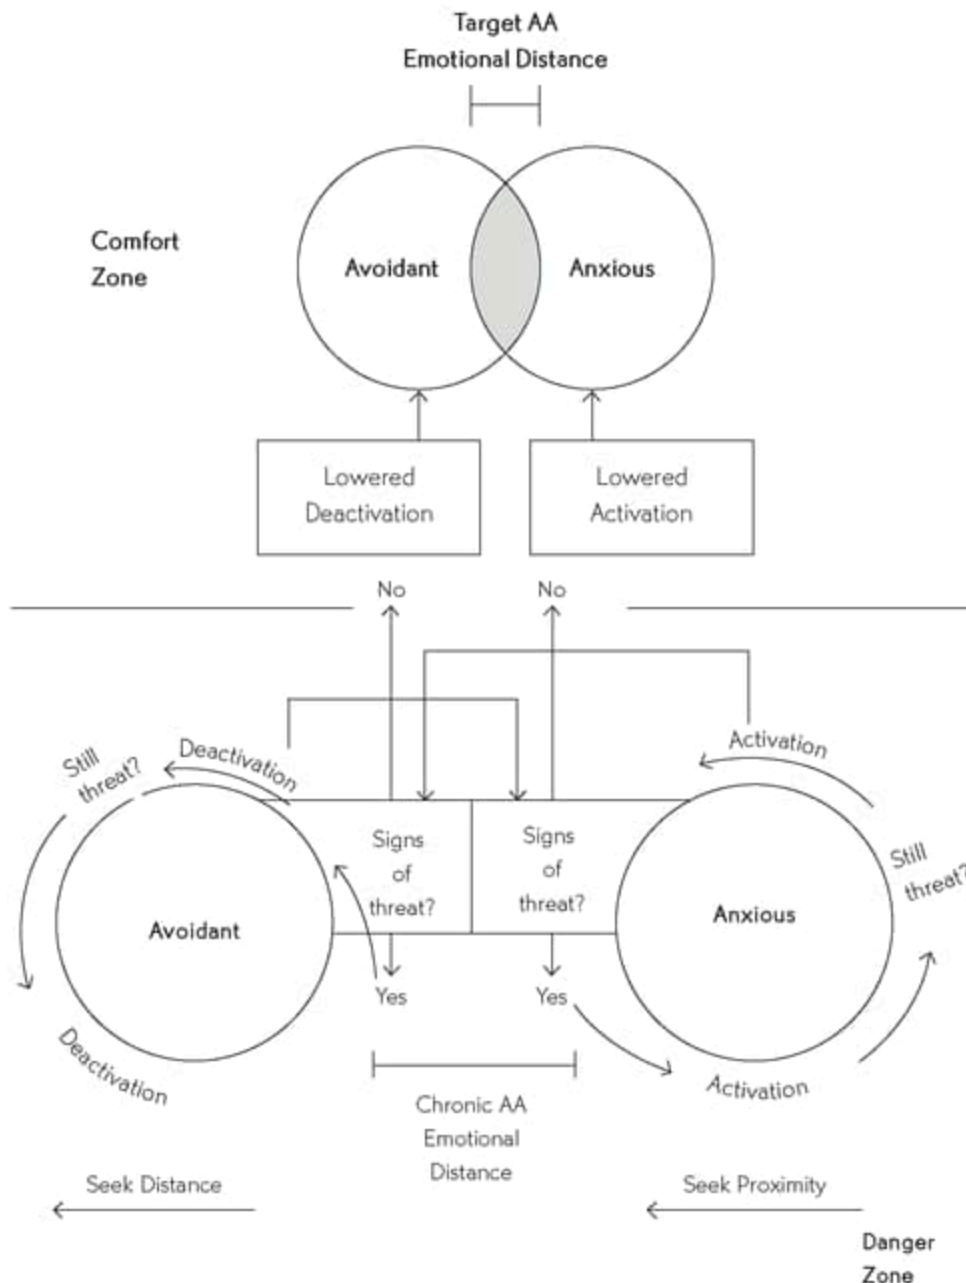 Target AA
Emotional Distance
Comfort
Zone
Avoidant
Anxious
Lowered
Deactivation
Lowered
Activation
No
No
Still
threat?
Deactivation
Activation
Signs
of
threat?
Signs
of
threat?
Still
threat?
Avoidant
Anxious
Yes
Yes
Deactivation
Activation
Chronic AA
Emotional
Distance
Seek Distance
Seek Proximity
Danger
Zone